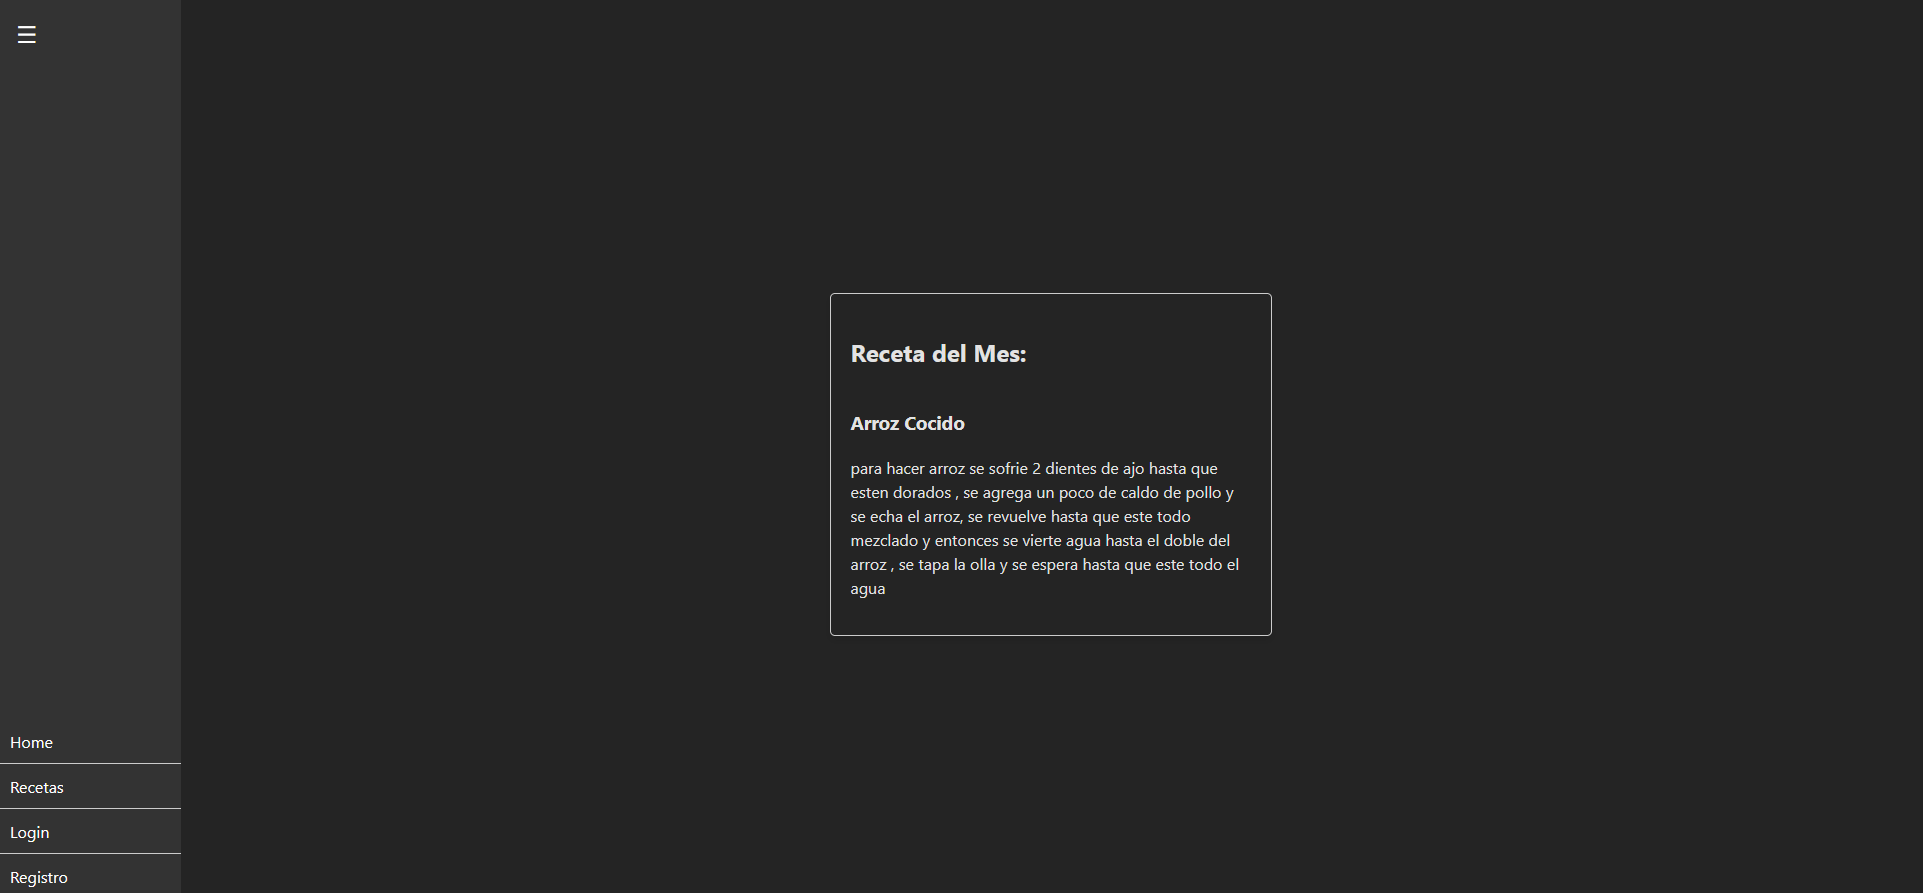 ☰
Receta del Mes:
Arroz Cocido
para hacer arroz se sofrie 2 dientes de ajo hasta que
esten dorados , se agrega un poco de caldo de pollo y
se echa el arroz, se revuelve hasta que este todo
mezclado y entonces se vierte agua hasta el doble del
arroz , se tapa la olla y se espera hasta que este todo el
agua
Home
Recetas
Login
Registro